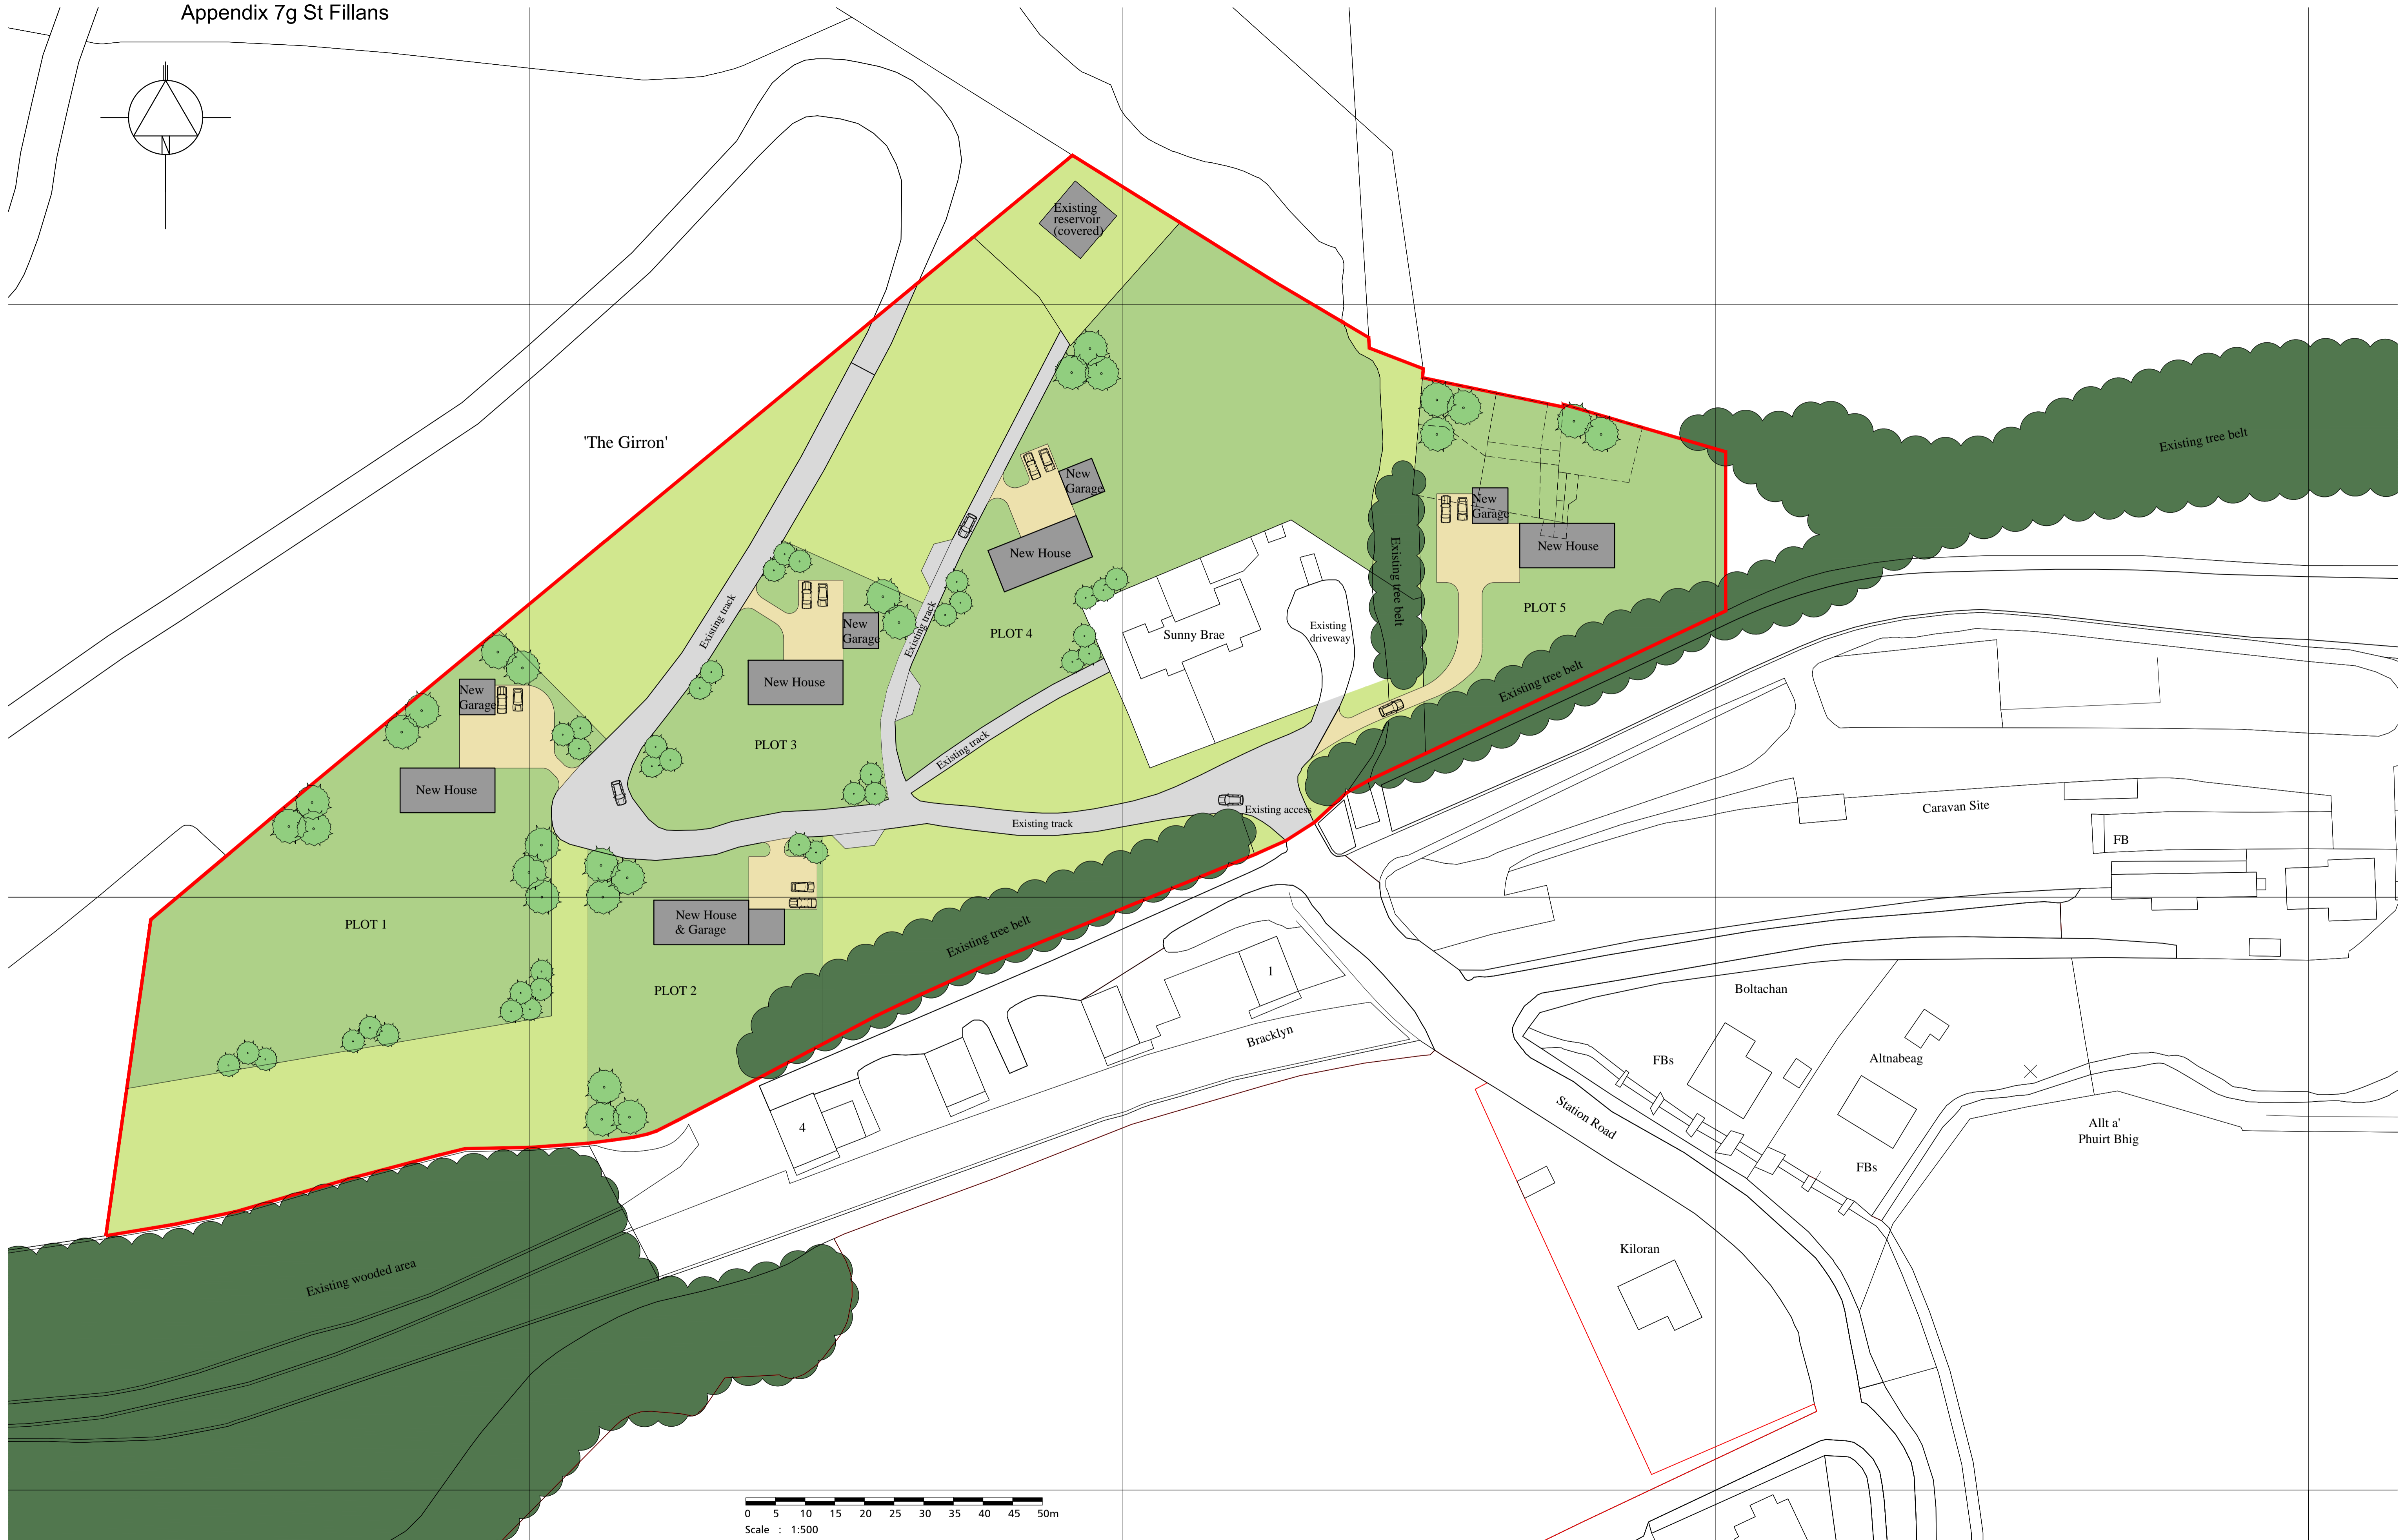 Appendix 7g St Fillans
N
Existing
reservoir
(covered)
'The Girron'
Existing tree belt
New
Garage
New House
New
Garage
New House
Existing tree belt
PLOT 5
Existing track
Existing track
New
Garage
PLOT 4
Sunny Brae
Existing
driveway
New House
New
Garage
New House
PLOT 3
Existing track
Existing tree belt
Existing access
Existing track
Caravan Site
FB
PLOT 1
New House
& Garage
Existing tree belt
PLOT 2
1
Bracklyn
4
Boltachan
FBs
Altnabeag
Station Road
Allt a'
Phuirt Bhig
FBs
Kiloran
Existing wooded area
0 5 10 15 20 25 30 35 40 45 50m
Scale : 1:500